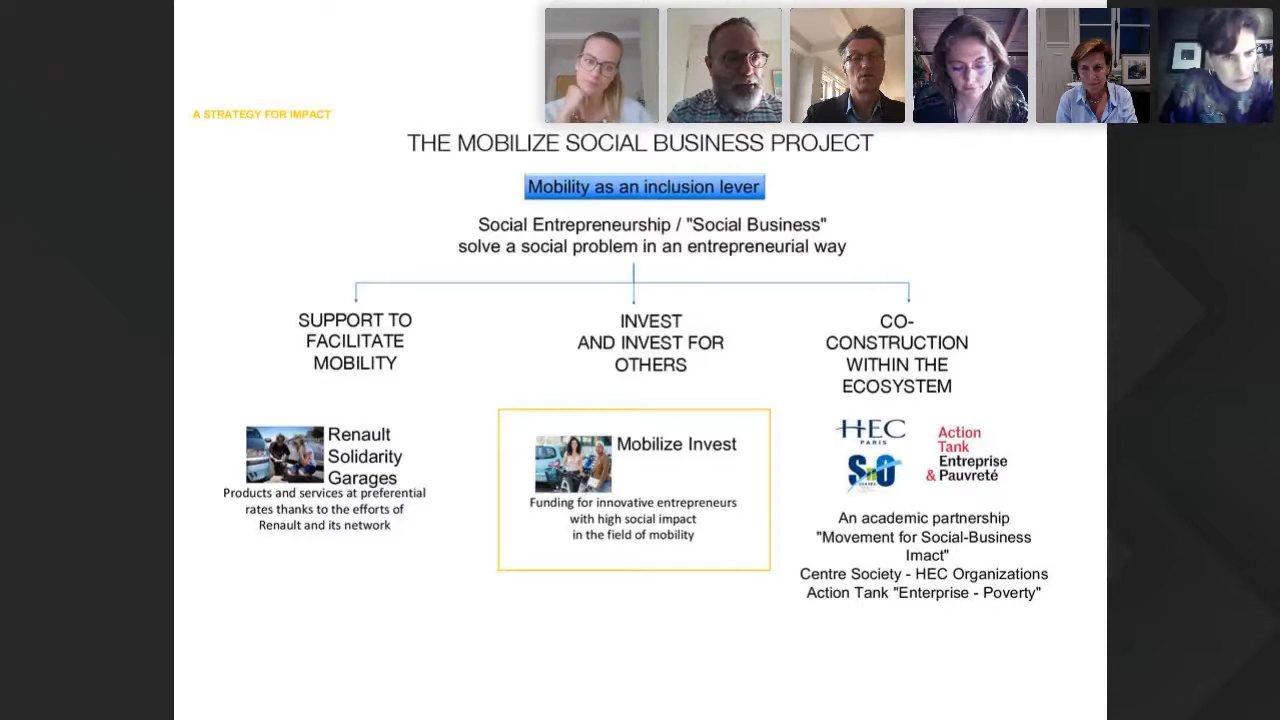 A STRATEGY FOR IMPACT
THE MOBILIZE SOCIAL BUSINESS PROJECT
Mobility as an inclusion lever
Social Entrepreneurship / "Social Business"
solve a social problem in an entrepreneurial way
SUPPORT TO
FACILITATE
MOBILITY
INVEST
AND INVEST FOR
OTHERS
CO-
CONSTRUCTION
WITHIN THE
ECOSYSTEM
Renault
Solidarity
Garages
Products and services at preferential
rates thanks to the efforts of
Renault and its network
Mobilize Invest
Funding for innovative entrepreneurs
with high social impact
in the field of mobility
HEC
PARIS
Action
Tank
Entreprise
& Pauvreté
SnO
An academic partnership
"Movement for Social-Business
Imact"
Centre Society - HEC Organizations
Action Tank "Enterprise - Poverty"